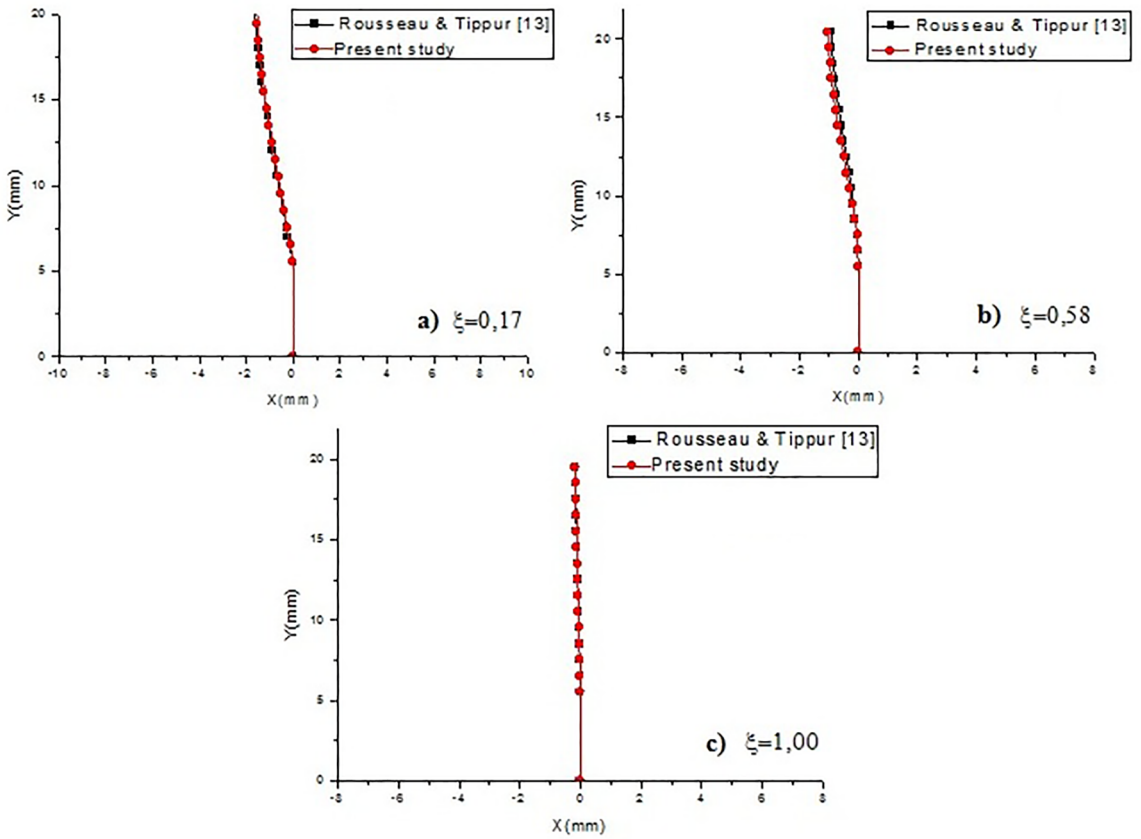 Rousseau & Tippur [13]
Present study
Y(mm)
20
15
10
5
0
-10 -8 -6 -4 -2 0 2 4 6 8 10
X(mm)
a) ξ=0,17
Rousseau & Tippur [13]
Present study
Y(mm)
20
15
10
5
0
-8 -6 -4 -2 0 2 4 6 8
X(mm)
b) ξ=0,58
Rousseau & Tippur [13]
Present study
Y(mm)
20
15
10
5
0
-8 -6 -4 -2 0 2 4 6 8
X(mm)
c) ξ=1,00